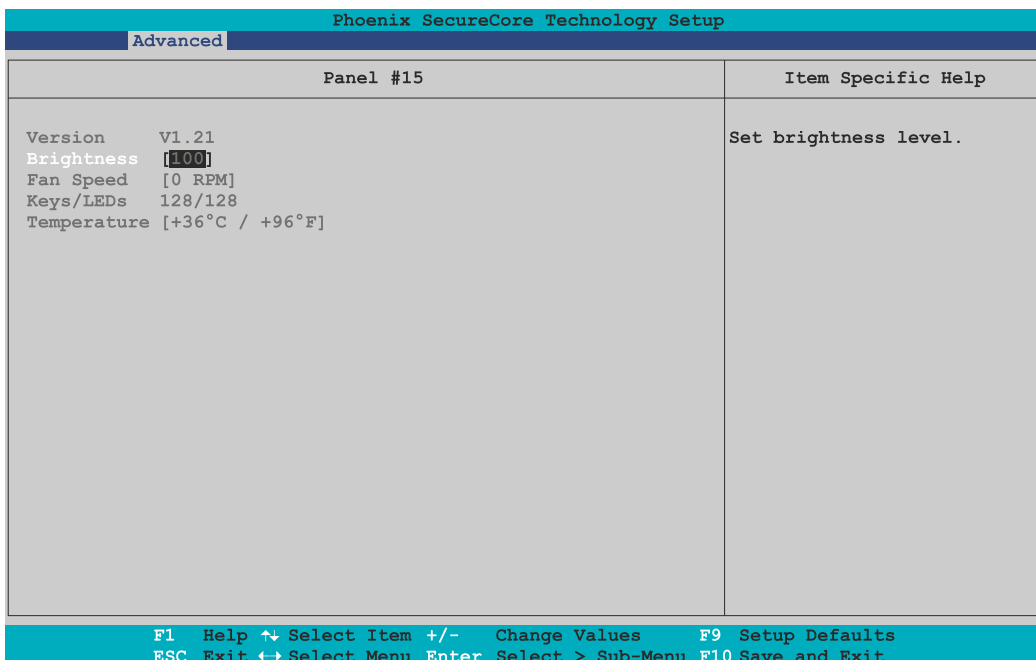 Phoenix SecureCore Technology Setup
Advanced
Panel #15
Item Specific Help
Version V1.21
Brightness [100]
Fan Speed [0 RPM]
Keys/LEDs 128/128
Temperature [+36°C / +96°F]
Set brightness level.
F1 Help ↑↓ Select Item +/- Change Values F9 Setup Defaults
ESC Exit ←→ Select Menu Enter Select > Sub-Menu F10 Save and Exit